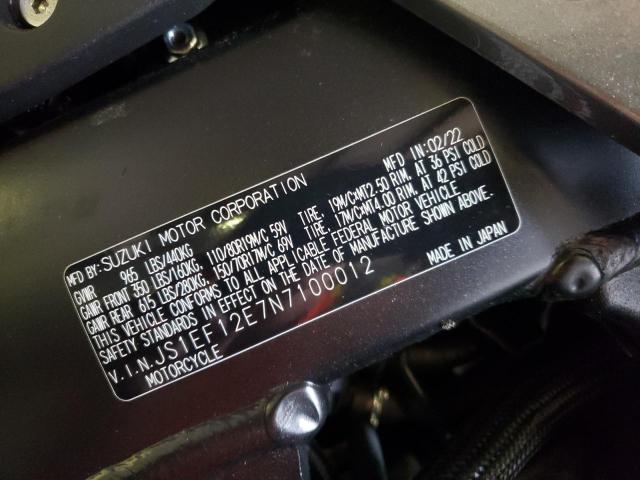 MFD BY: SUZUKI MOTOR CORPORATION MFD IN: 02/22
GVWR 965 LBS/440KG
GAWR FRONT 350 LBS/160KG, 110/80R19M/C 59V TIRE, 19M/CxMT2.50 RIM, AT 36 PSI COLD
GAWR REAR 615 LBS/280KG, 150/70R17M/C 69V TIRE, 17M/CxMT4.00 RIM, AT 42 PSI COLD
THIS VEHICLE CONFORMS TO ALL APPLICABLE FEDERAL MOTOR VEHICLE
SAFETY STANDARDS IN EFFECT ON THE DATE OF MANUFACTURE SHOWN ABOVE.
V.I.N. JS1EF12E7N7100012 MADE IN JAPAN
MOTORCYCLE